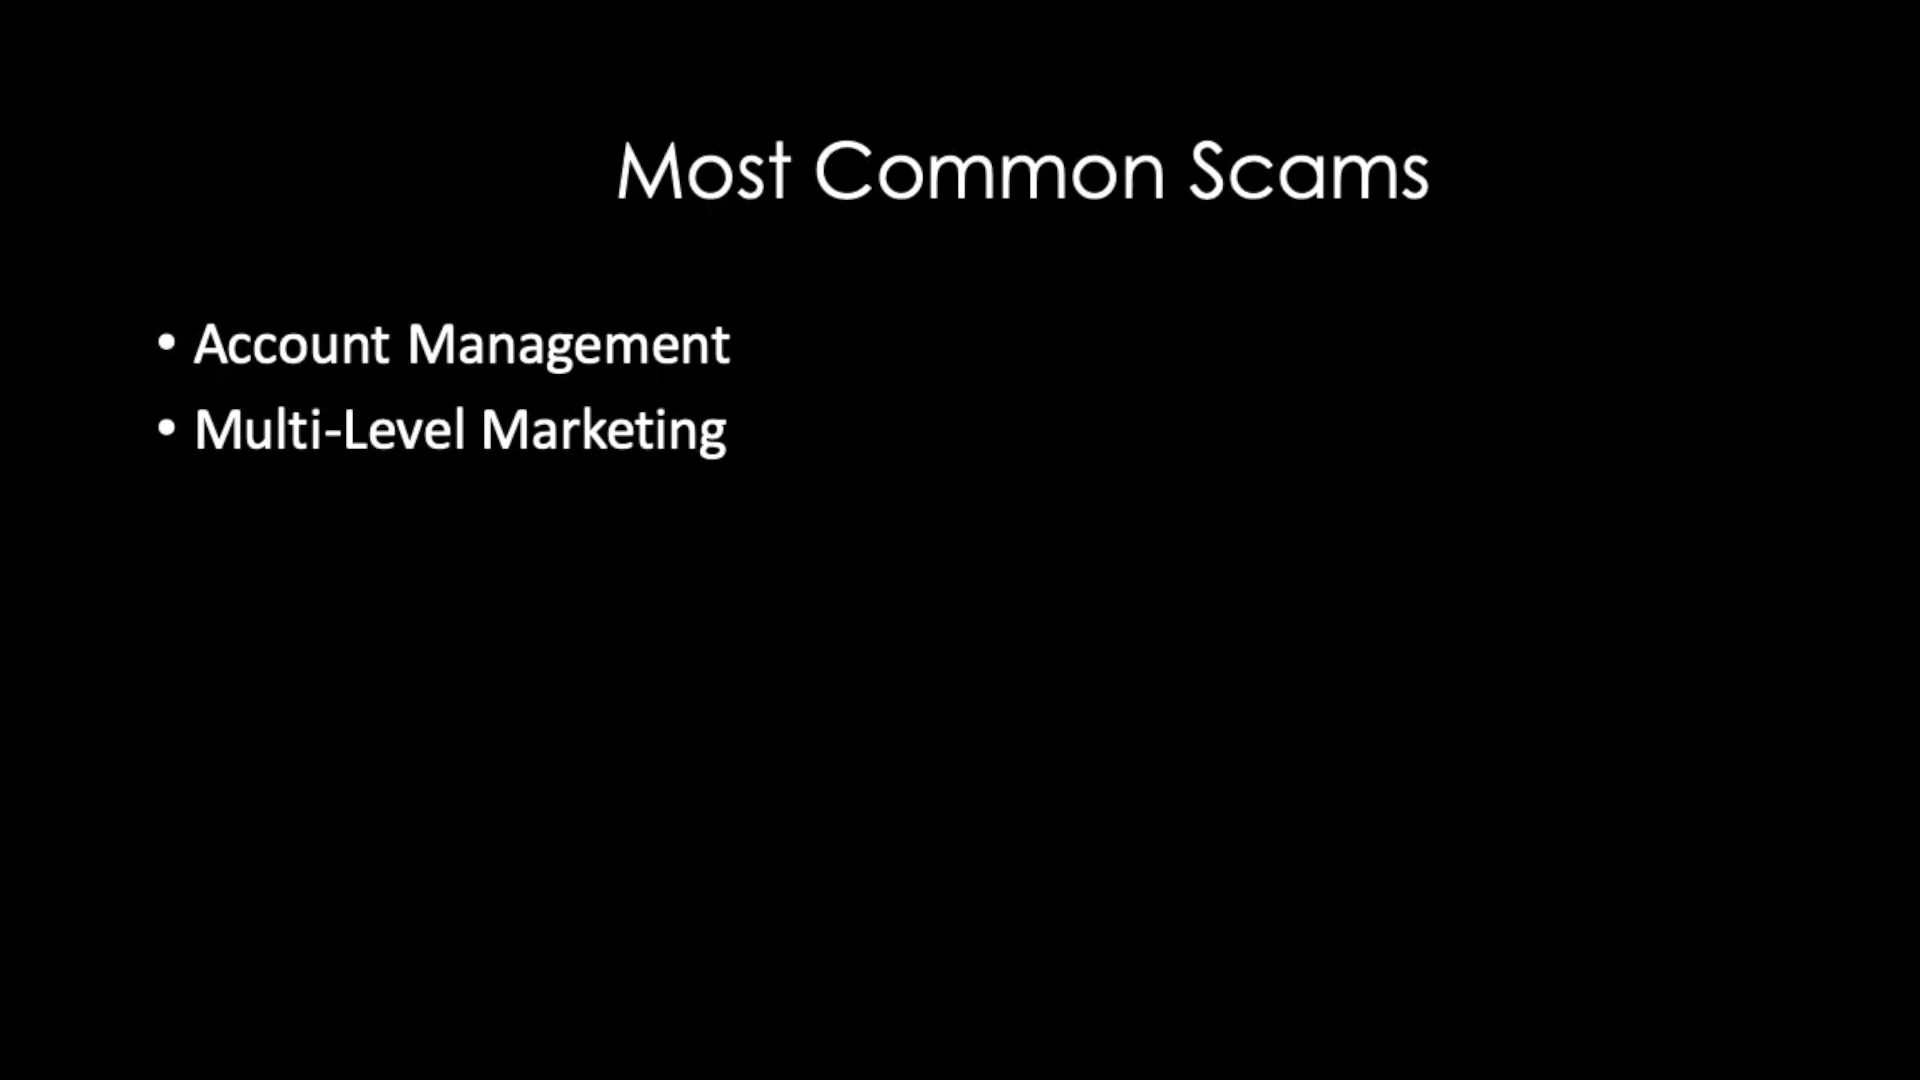 Most Common Scams
• Account Management
• Multi-Level Marketing